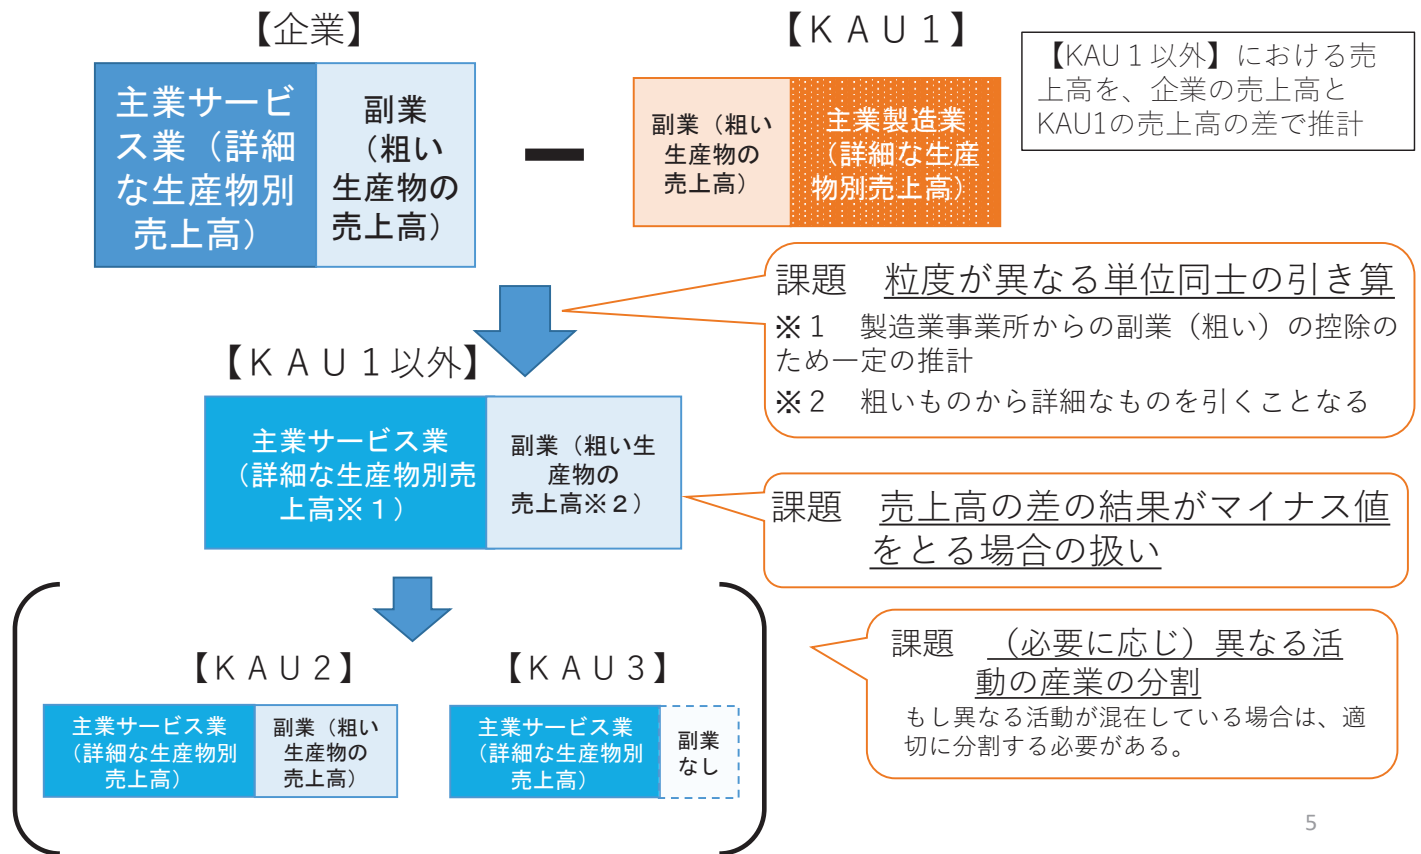 【企業】
主業サービ
ス業（詳細
な生産物別
売上高）
副業
（粗い
生産物の
売上高）
【ＫＡＵ１】
副業（粗い
生産物の
売上高）
主業製造業
（詳細な生産
物別売上高）
【KAU１以外】における売
上高を、企業の売上高と
KAU1の売上高の差で推計
課題　粒度が異なる単位同士の引き算
※１　製造業事業所からの副業（粗い）の控除の
ため一定の推計
※２　粗いものから詳細なものを引くことなる
【ＫＡＵ１以外】
主業サービス業
（詳細な生産物別売
上高※１）
副業（粗い生
産物の
売上高※２）
課題　売上高の差の結果がマイナス値
をとる場合の扱い
【ＫＡＵ２】
主業サービス業
（詳細な生産物別
売上高）
副業（粗い
生産物の
売上高）
【ＫＡＵ３】
主業サービス業
（詳細な生産物別
売上高）
副業
なし
課題　（必要に応じ）異なる活
動の産業の分割
もし異なる活動が混在している場合は、適
切に分割する必要がある。
5